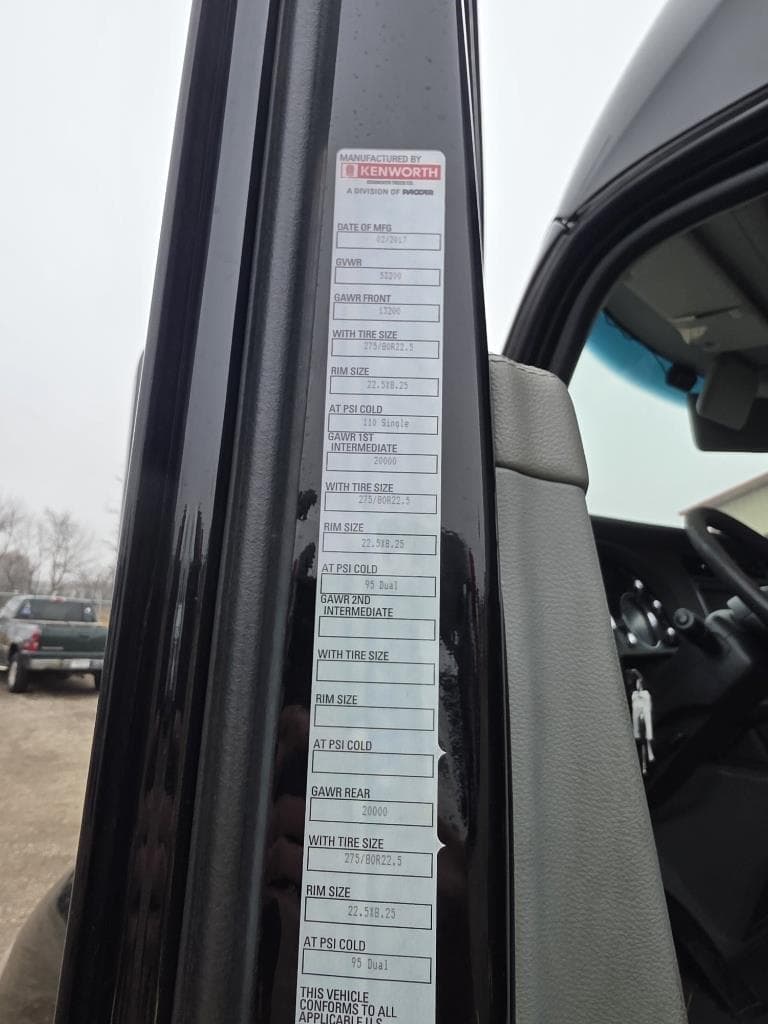 MANUFACTURED BY
KENWORTH
KENWORTH TRUCK CO.
A DIVISION OF PACCAR
DATE OF MFG
02/2017
GVWR
53200
GAWR FRONT
13200
WITH TIRE SIZE
275/80R22.5
RIM SIZE
22.5X8.25
AT PSI COLD
110 Single
GAWR 1ST
INTERMEDIATE
20000
WITH TIRE SIZE
275/80R22.5
RIM SIZE
22.5X8.25
AT PSI COLD
95 Dual
GAWR 2ND
INTERMEDIATE
WITH TIRE SIZE
RIM SIZE
AT PSI COLD
GAWR REAR
20000
WITH TIRE SIZE
275/80R22.5
RIM SIZE
22.5X8.25
AT PSI COLD
95 Dual
THIS VEHICLE
CONFORMS TO ALL
APPLICABLE U.S.